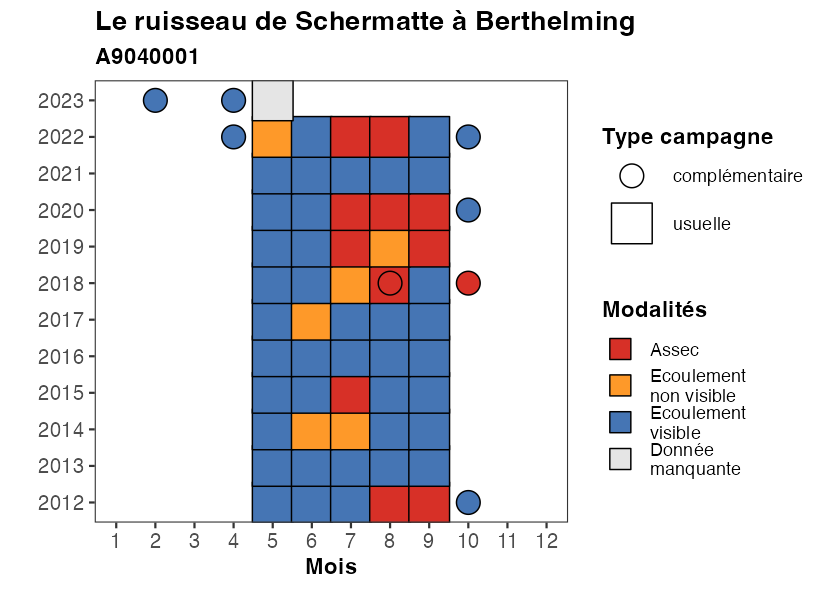 Le ruisseau de Schermatte à Berthelming
A9040001
2023
2022
2021
2020
2019
2018
2017
2016
2015
2014
2013
2012
1 2 3 4 5 6 7 8 9 10 11 12
Mois
Type campagne
complémentaire
usuelle
Modalités
Assec
Ecoulement
non visible
Ecoulement
visible
Donnée
manquante